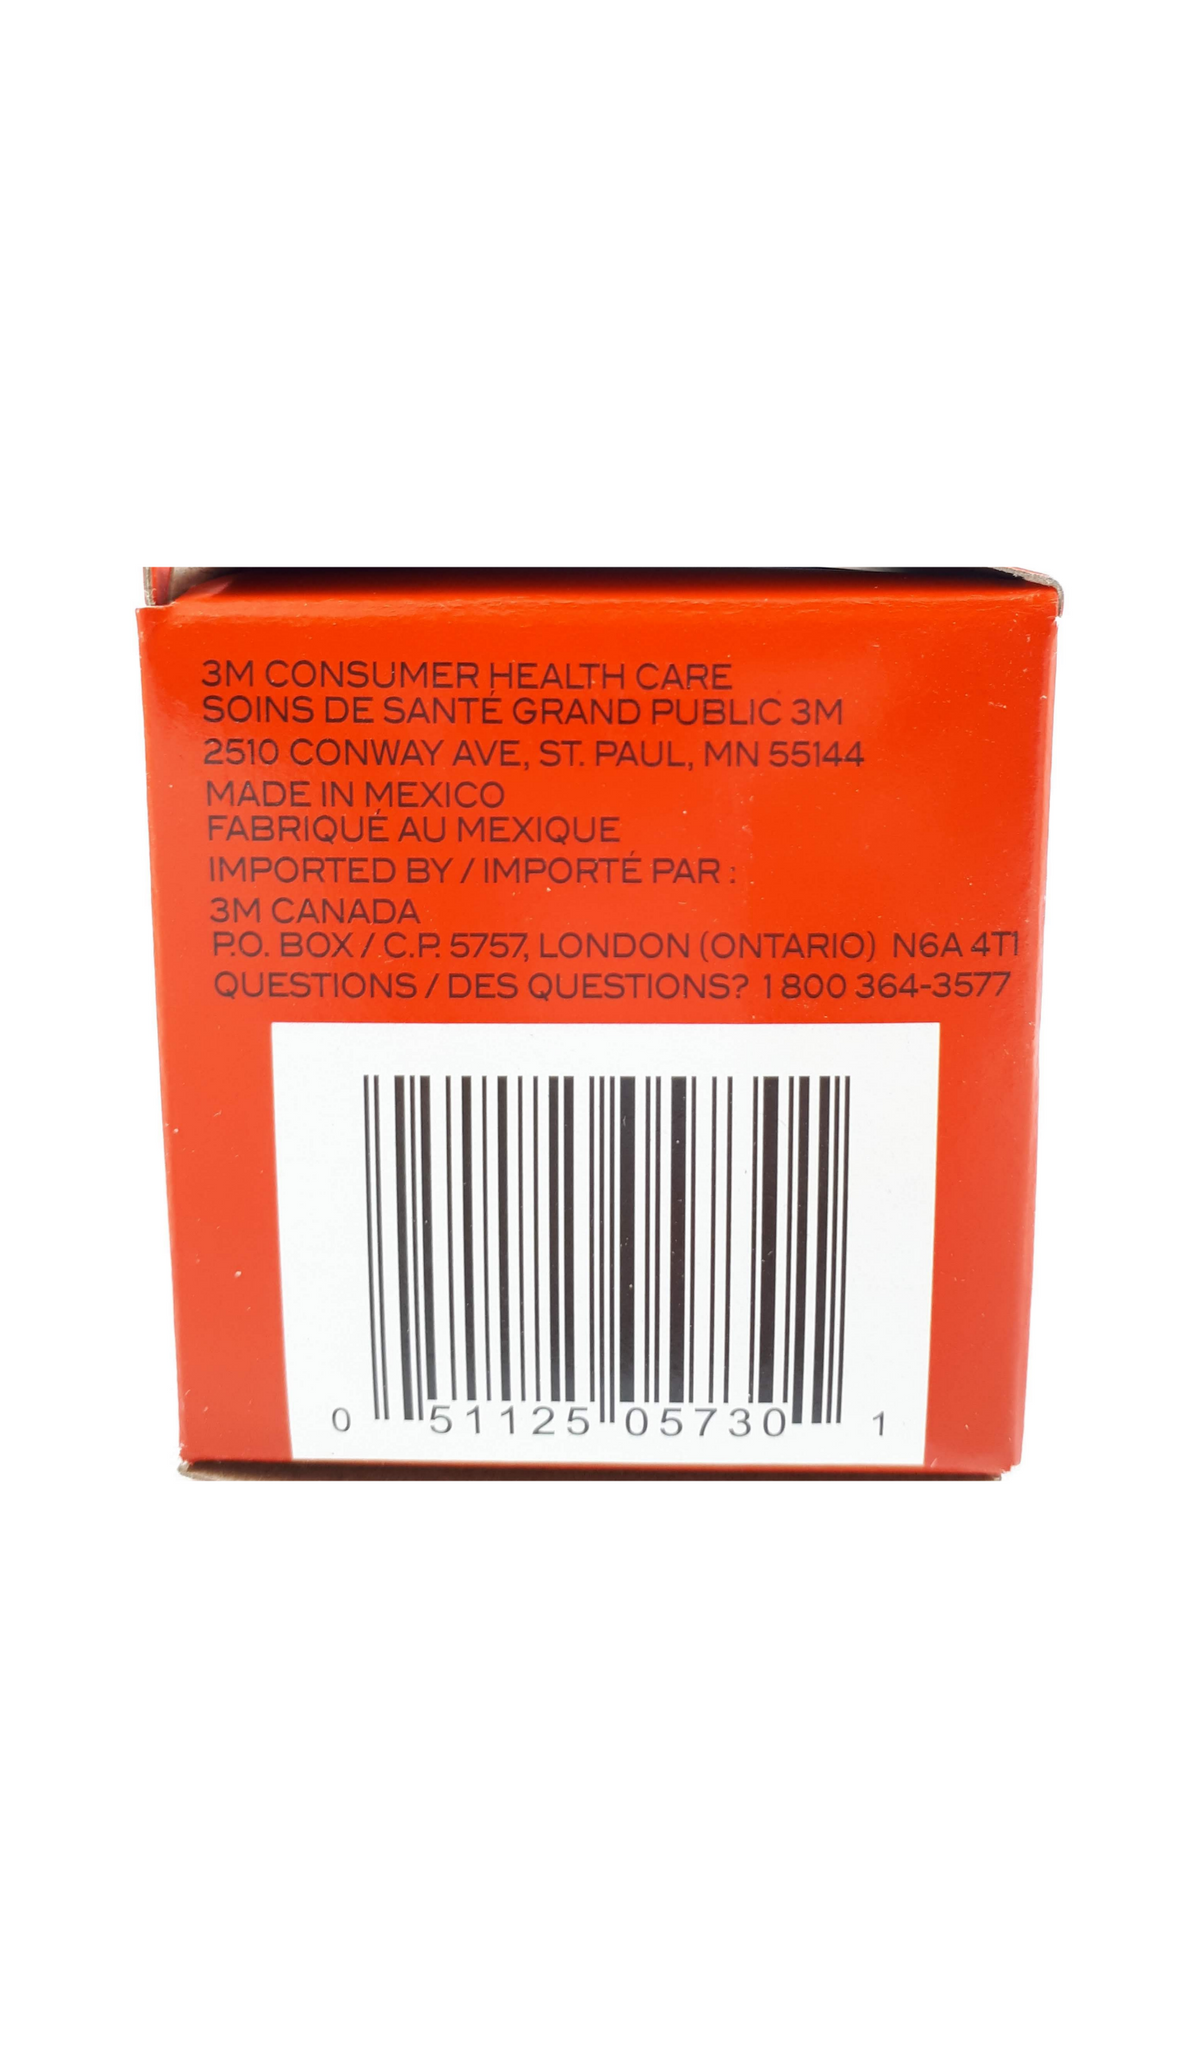 3M CONSUMER HEALTH CARE
SOINS DE SANTÉ GRAND PUBLIC 3M
2510 CONWAY AVE, ST. PAUL, MN 55144
MADE IN MEXICO
FABRIQUÉ AU MEXIQUE
IMPORTED BY / IMPORTÉ PAR :
3M CANADA
P.O. BOX / C.P. 5757, LONDON (ONTARIO) N6A 4T1
QUESTIONS / DES QUESTIONS? 1 800 364-3577
0 51125 05730 1